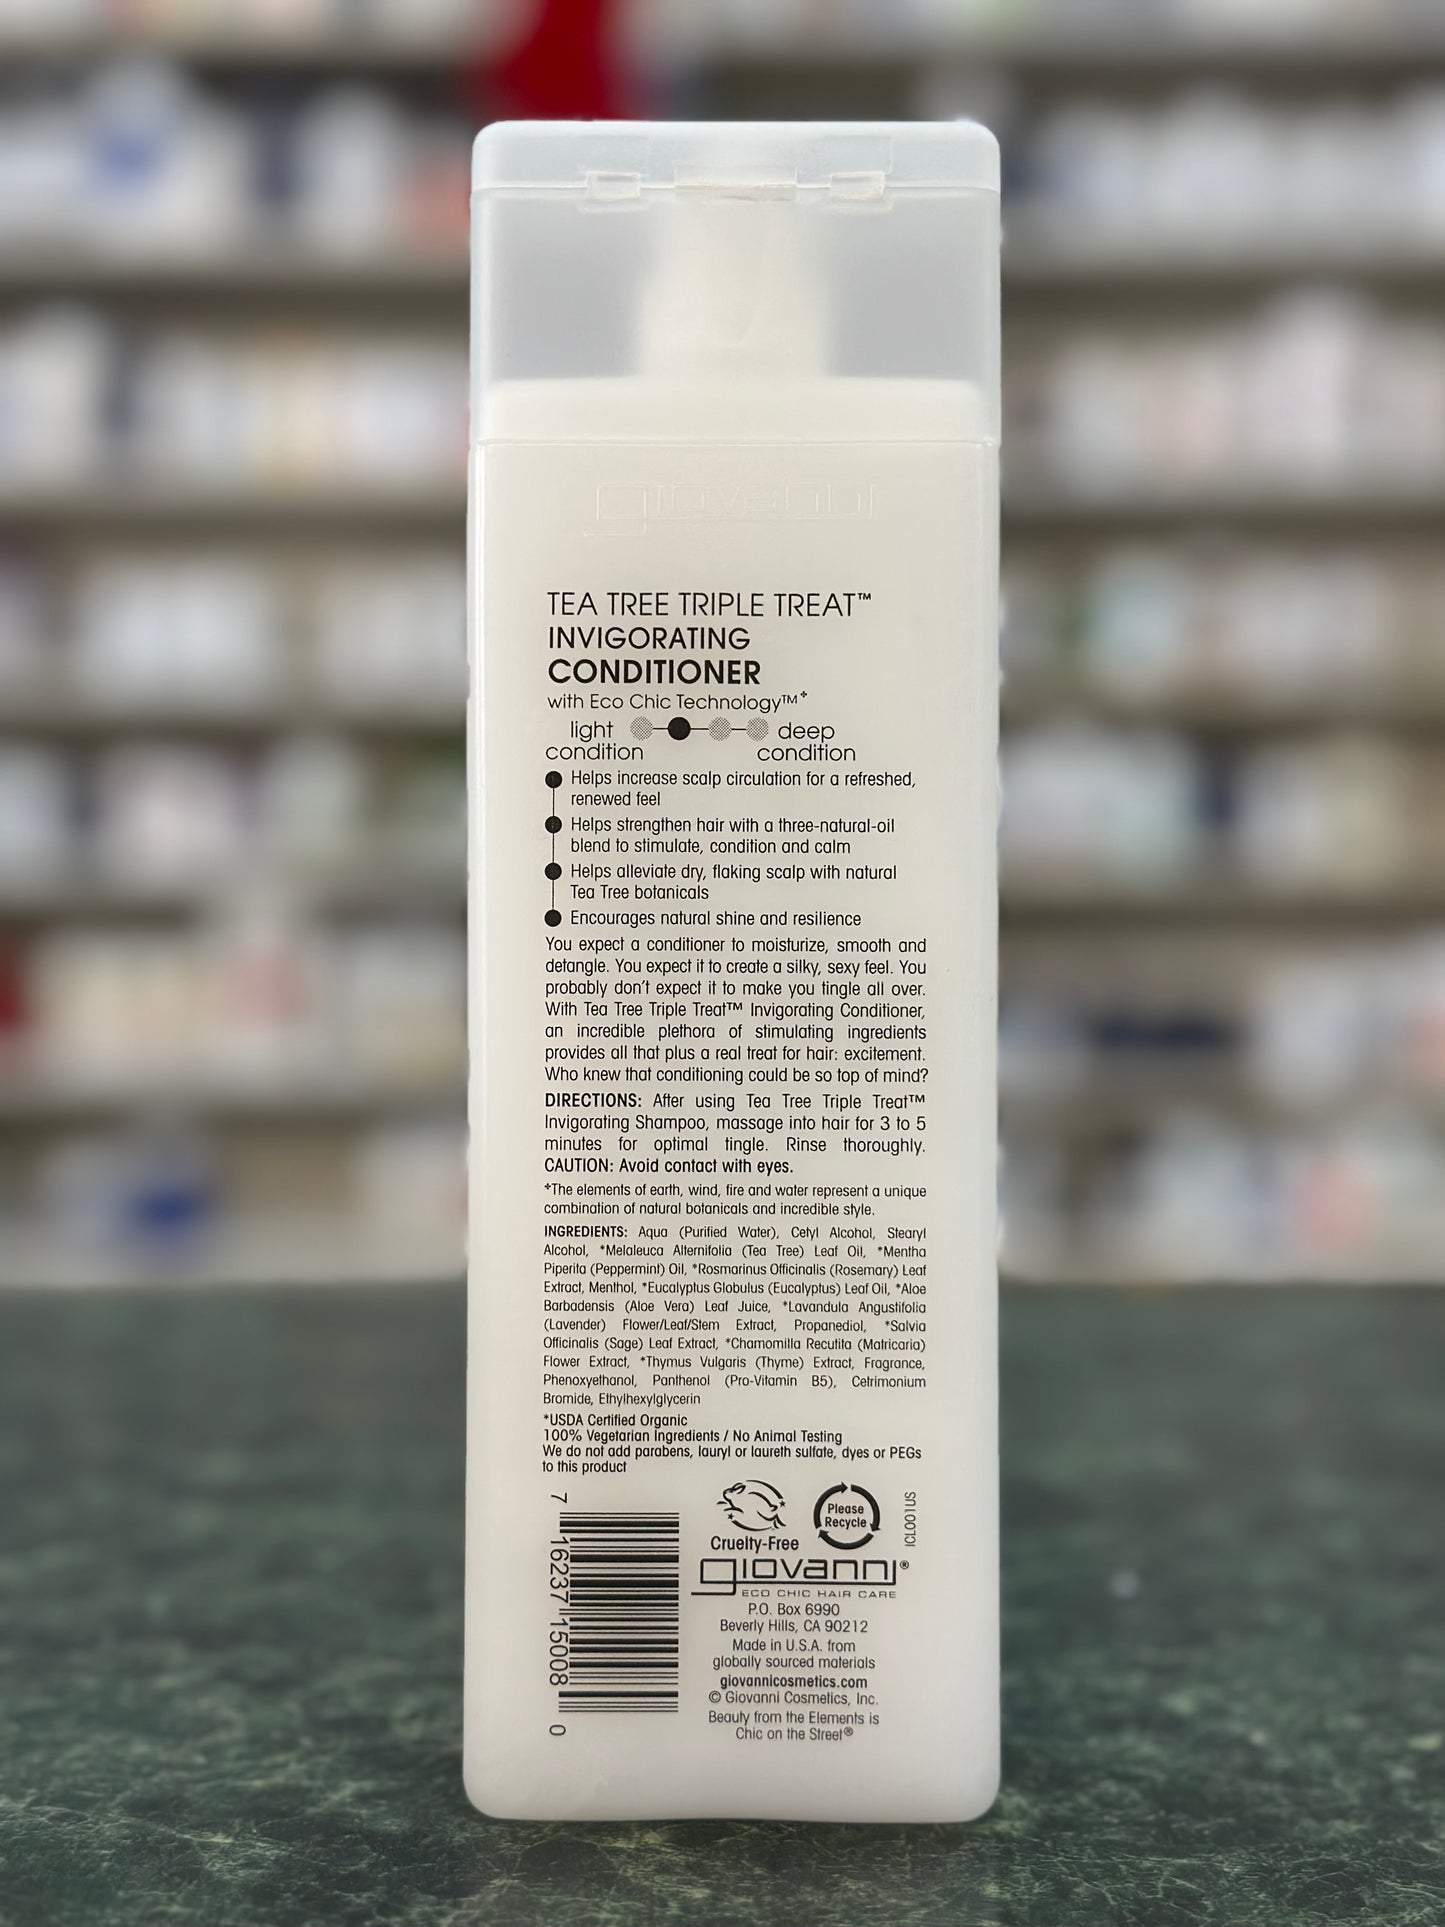 giovanni
TEA TREE TRIPLE TREAT™
INVIGORATING
CONDITIONER
with Eco Chic Technology™✤
light condition
deep condition
Helps increase scalp circulation for a refreshed,
renewed feel
Helps strengthen hair with a three-natural-oil
blend to stimulate, condition and calm
Helps alleviate dry, flaking scalp with natural
Tea Tree botanicals
Encourages natural shine and resilience
You expect a conditioner to moisturize, smooth and
detangle. You expect it to create a silky, sexy feel. You
probably don't expect it to make you tingle all over.
With Tea Tree Triple Treat™ Invigorating Conditioner,
an incredible plethora of stimulating ingredients
provides all that plus a real treat for hair: excitement.
Who knew that conditioning could be so top of mind?
DIRECTIONS: After using Tea Tree Triple Treat™
Invigorating Shampoo, massage into hair for 3 to 5
minutes for optimal tingle. Rinse thoroughly.
CAUTION: Avoid contact with eyes.
✤The elements of earth, wind, fire and water represent a unique
combination of natural botanicals and incredible style.
INGREDIENTS: Aqua (Purified Water), Cetyl Alcohol, Stearyl
Alcohol, *Melaleuca Alternifolia (Tea Tree) Leaf Oil, *Mentha
Piperita (Peppermint) Oil, *Rosmarinus Officinalis (Rosemary) Leaf
Extract, Menthol, *Eucalyptus Globulus (Eucalyptus) Leaf Oil, *Aloe
Barbadensis (Aloe Vera) Leaf Juice, *Lavandula Angustifolia
(Lavender) Flower/Leaf/Stem Extract, Propanediol, *Salvia
Officinalis (Sage) Leaf Extract, *Chamomilla Recutita (Matricaria)
Flower Extract, *Thymus Vulgaris (Thyme) Extract, Fragrance,
Phenoxyethanol, Panthenol (Pro-Vitamin B5), Cetrimonium
Bromide, Ethylhexylglycerin
*USDA Certified Organic
100% Vegetarian Ingredients / No Animal Testing
We do not add parabens, lauryl or laureth sulfate, dyes or PEGs
to this product
7 16237 15008 0
Cruelty-Free
Please
Recycle
ICL001US
giovanni®
ECO CHIC HAIR CARE
P.O. Box 6990
Beverly Hills, CA 90212
Made in U.S.A. from
globally sourced materials
giovannicosmetics.com
© Giovanni Cosmetics, Inc.
Beauty from the Elements is
Chic on the Street®